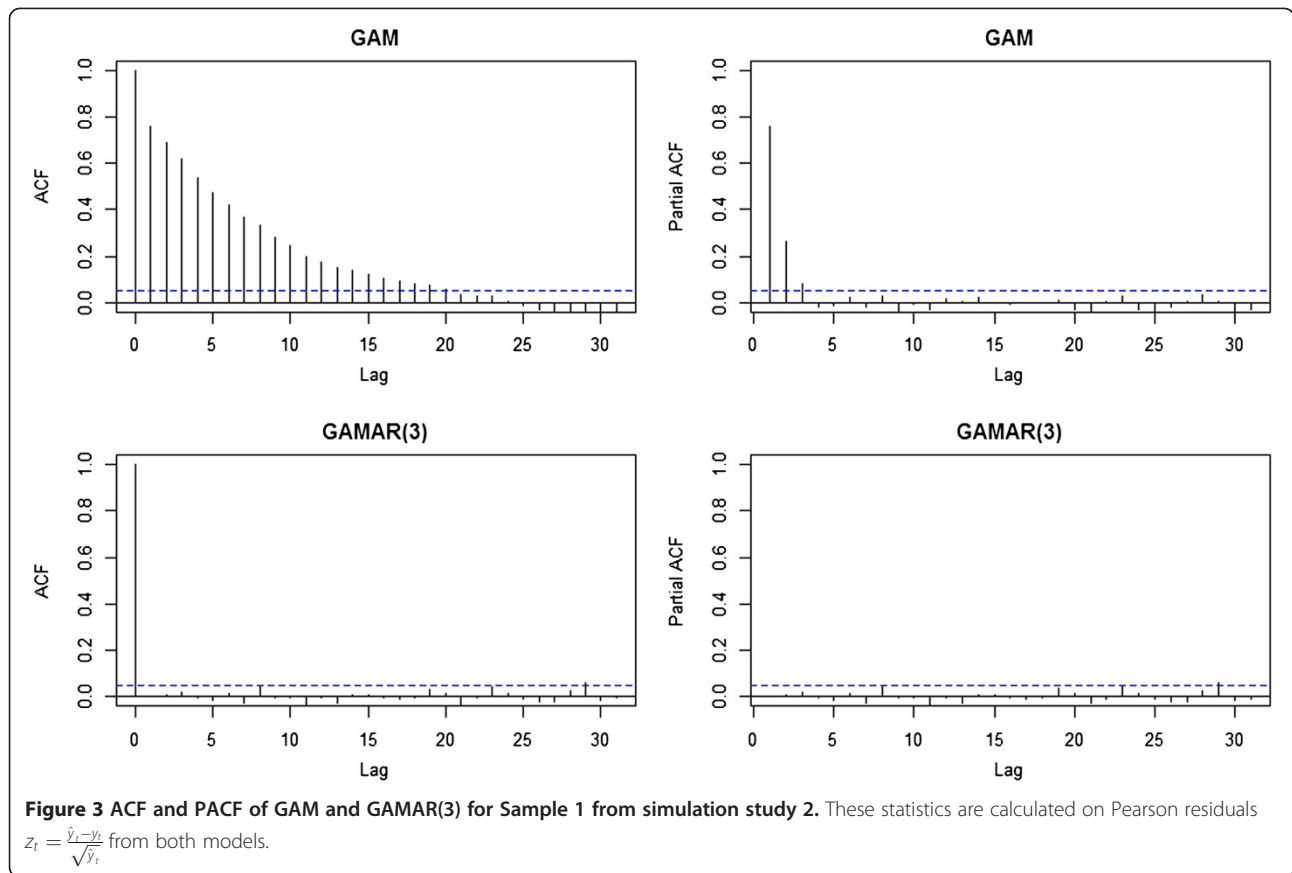 GAM
ACF
0.0 0.2 0.4 0.6 0.8 1.0
0 5 10 15 20 25 30
Lag
GAM
Partial ACF
0.0 0.2 0.4 0.6 0.8 1.0
0 5 10 15 20 25 30
Lag
GAMAR(3)
ACF
0.0 0.2 0.4 0.6 0.8 1.0
0 5 10 15 20 25 30
Lag
GAMAR(3)
Partial ACF
0.0 0.2 0.4 0.6 0.8 1.0
0 5 10 15 20 25 30
Lag
Figure 3 ACF and PACF of GAM and GAMAR(3) for Sample 1 from simulation study 2. These statistics are calculated on Pearson residuals
z_t = (ŷ_t − y_t)/√ŷ_t from both models.